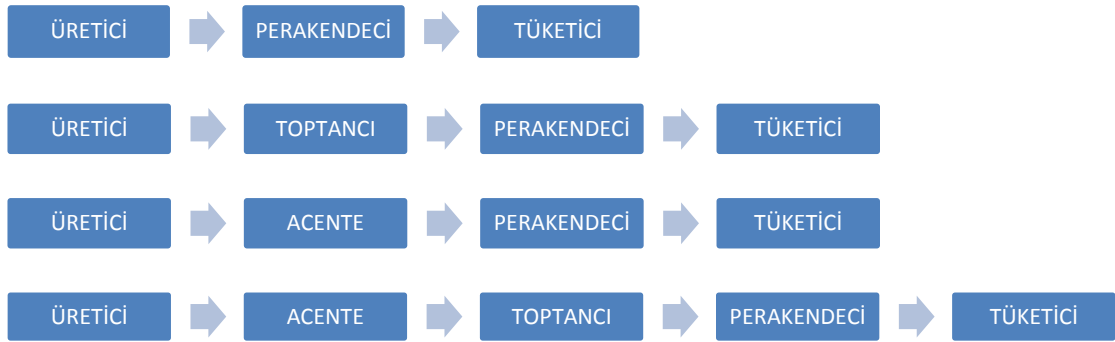 ÜRETİCİ PERAKENDECİ TÜKETİCİ
ÜRETİCİ TOPTANCI PERAKENDECİ TÜKETİCİ
ÜRETİCİ ACENTE PERAKENDECİ TÜKETİCİ
ÜRETİCİ ACENTE TOPTANCI PERAKENDECİ TÜKETİCİ